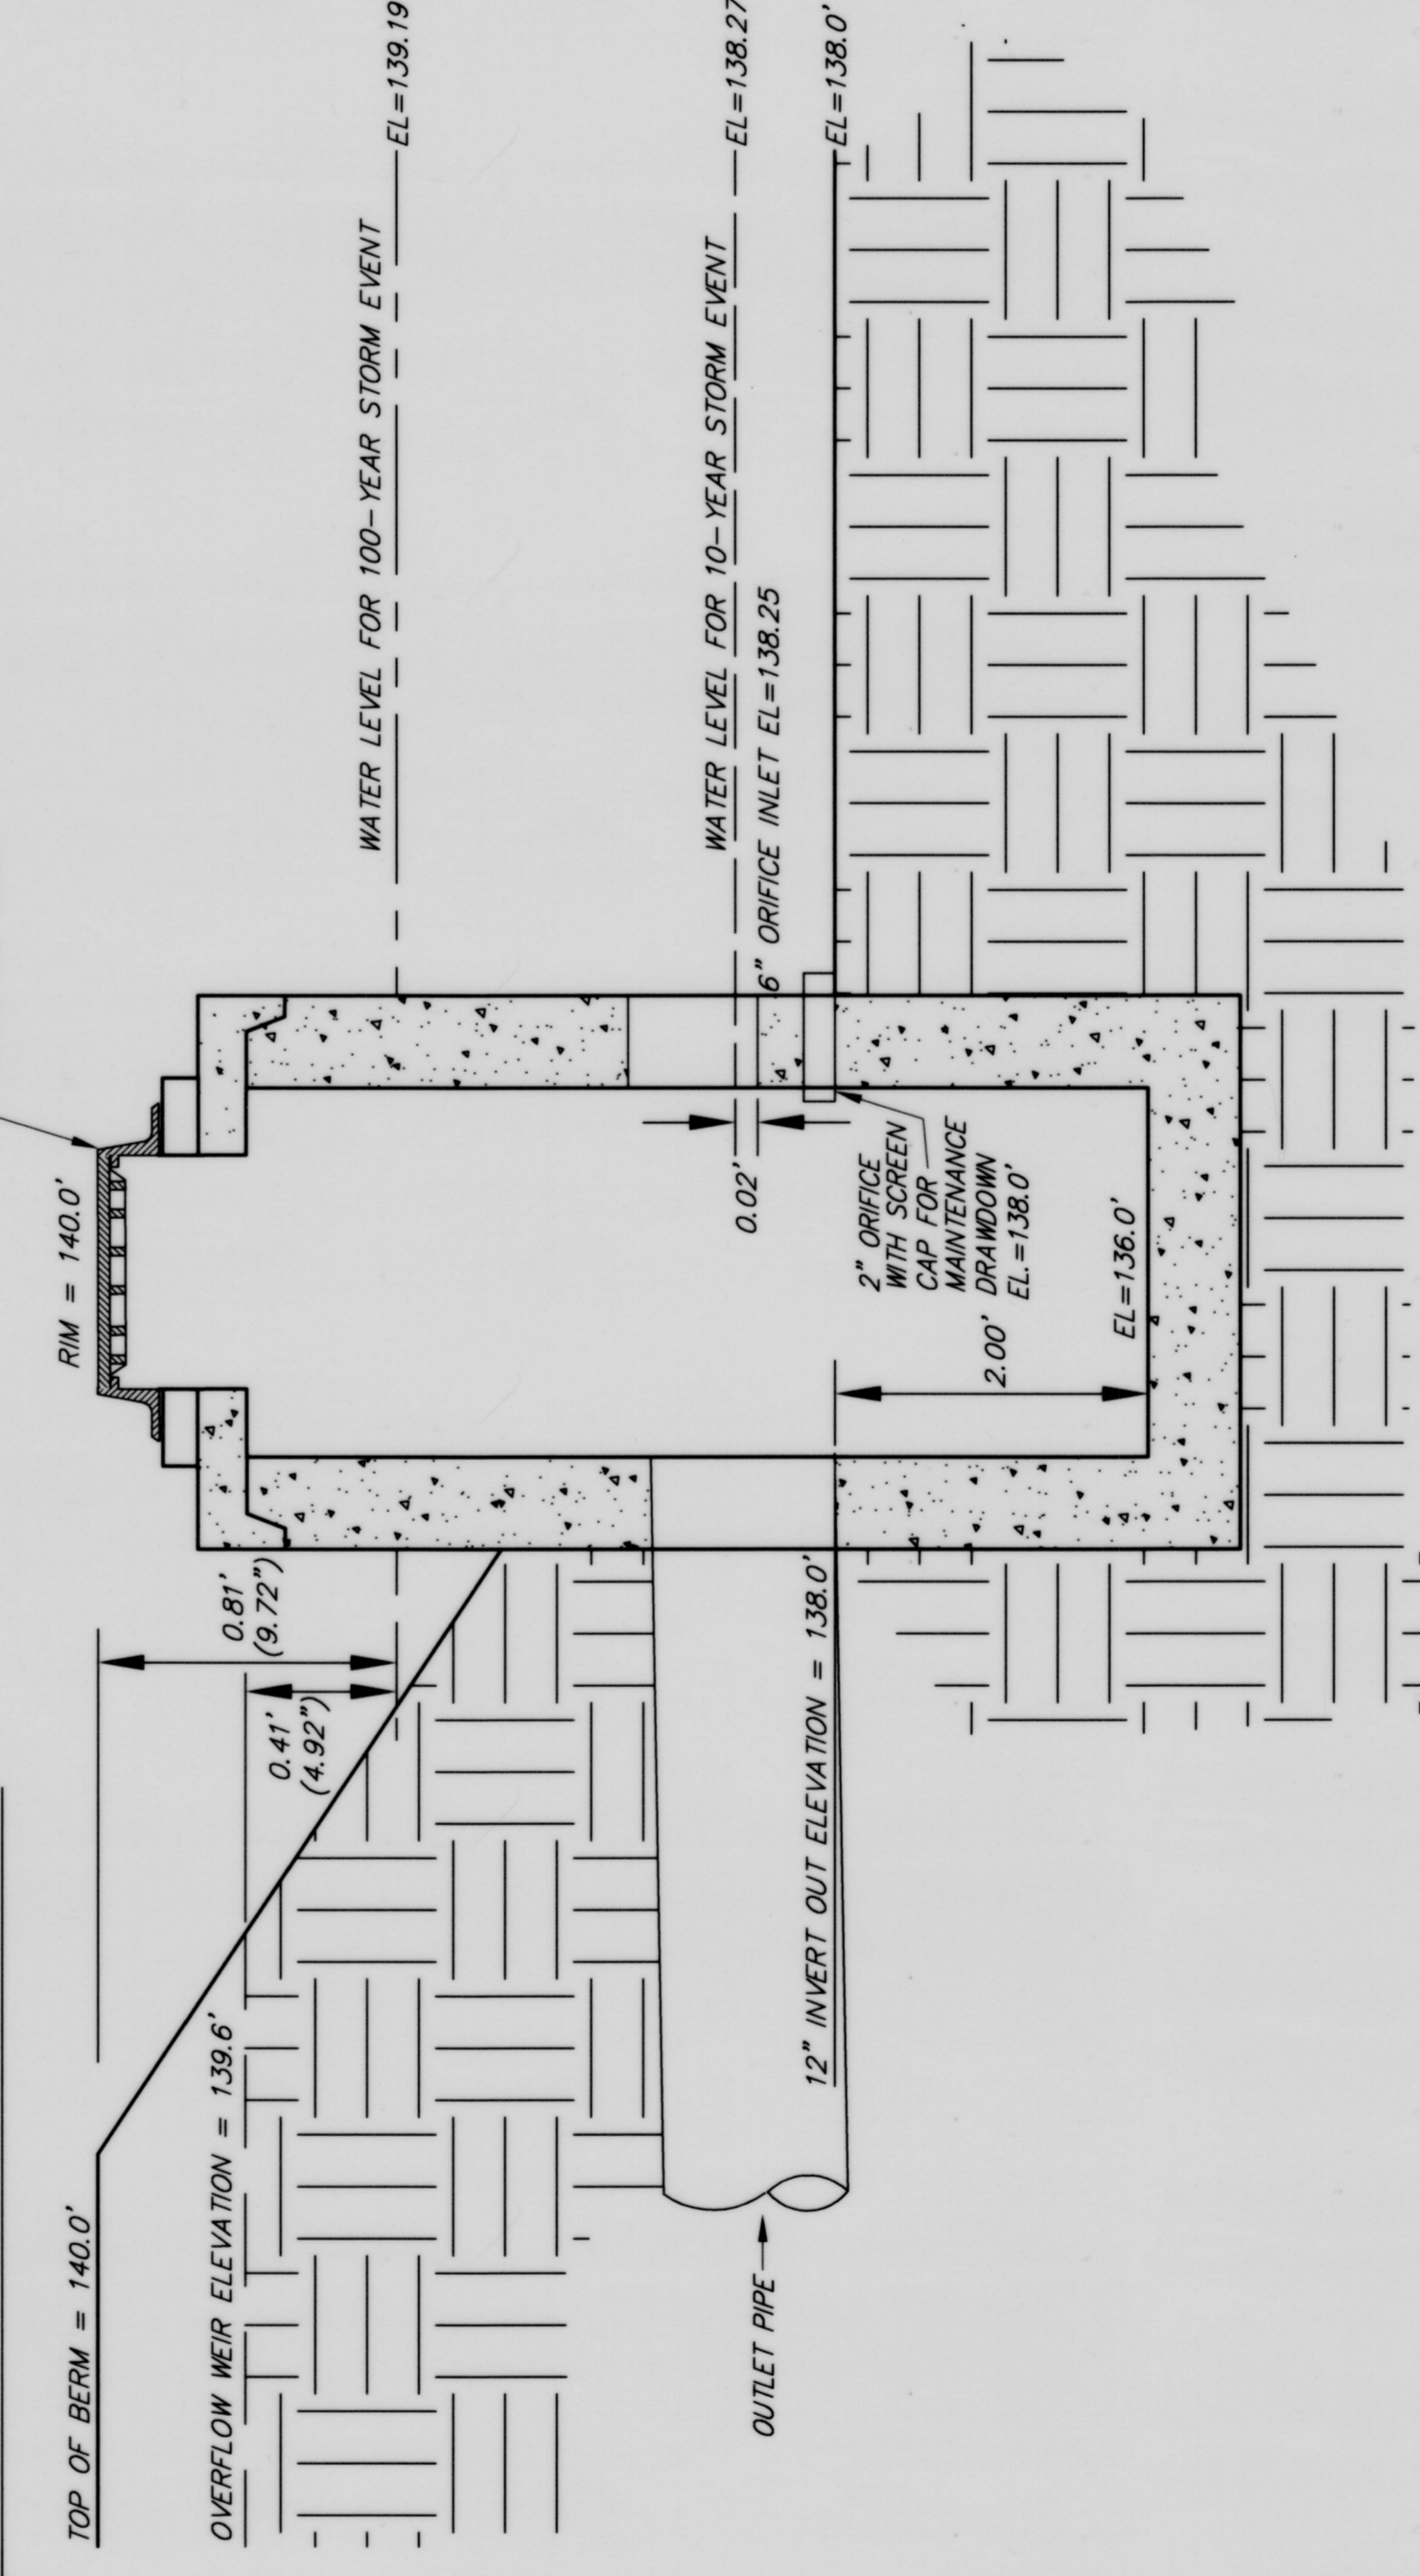 TOP OF BERM = 140.0'
RIM = 140.0'
OVERFLOW WEIR ELEVATION = 139.6'
0.81'
(9.72")
0.41'
(4.92")
WATER LEVEL FOR 100-YEAR STORM EVENT
EL=139.19
WATER LEVEL FOR 10-YEAR STORM EVENT
EL=138.27
6" ORIFICE INLET EL=138.25
EL=138.0'
0.02'
2" ORIFICE
WITH SCREEN
CAP FOR
MAINTENANCE
DRAWDOWN
EL.=138.0'
2.00'
EL=136.0'
12" INVERT OUT ELEVATION = 138.0'
OUTLET PIPE